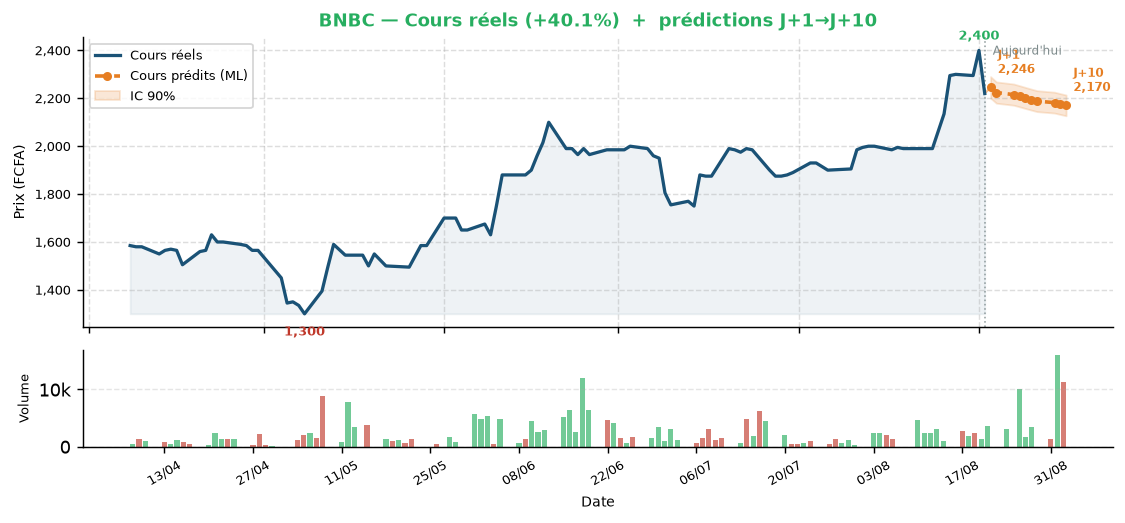 BNBC — Cours réels (+40.1%)  +  prédictions J+1→J+10
Cours réels
Cours prédits (ML)
IC 90%
2,400
Aujourd'hui
J+1
2,246
J+10
2,170
1,300
Prix (FCFA)
2,400
2,200
2,000
1,800
1,600
1,400
Volume
10k
0
13/04
27/04
11/05
25/05
08/06
22/06
06/07
20/07
03/08
17/08
31/08
Date